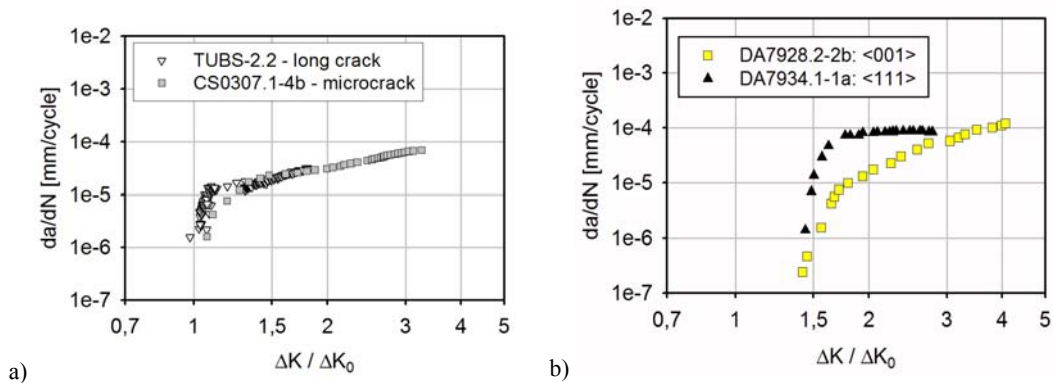 1e-2
1e-3
1e-4
1e-5
1e-6
1e-7
da/dN [mm/cycle]
TUBS-2.2 - long crack
CS0307.1-4b - microcrack
0,7 1 1,5 2 3 4 5
ΔK / ΔK₀
a)
1e-2
1e-3
1e-4
1e-5
1e-6
1e-7
da/dN [mm/cycle]
DA7928.2-2b: <001>
DA7934.1-1a: <111>
0,7 1 1,5 2 3 4 5
ΔK / ΔK₀
b)